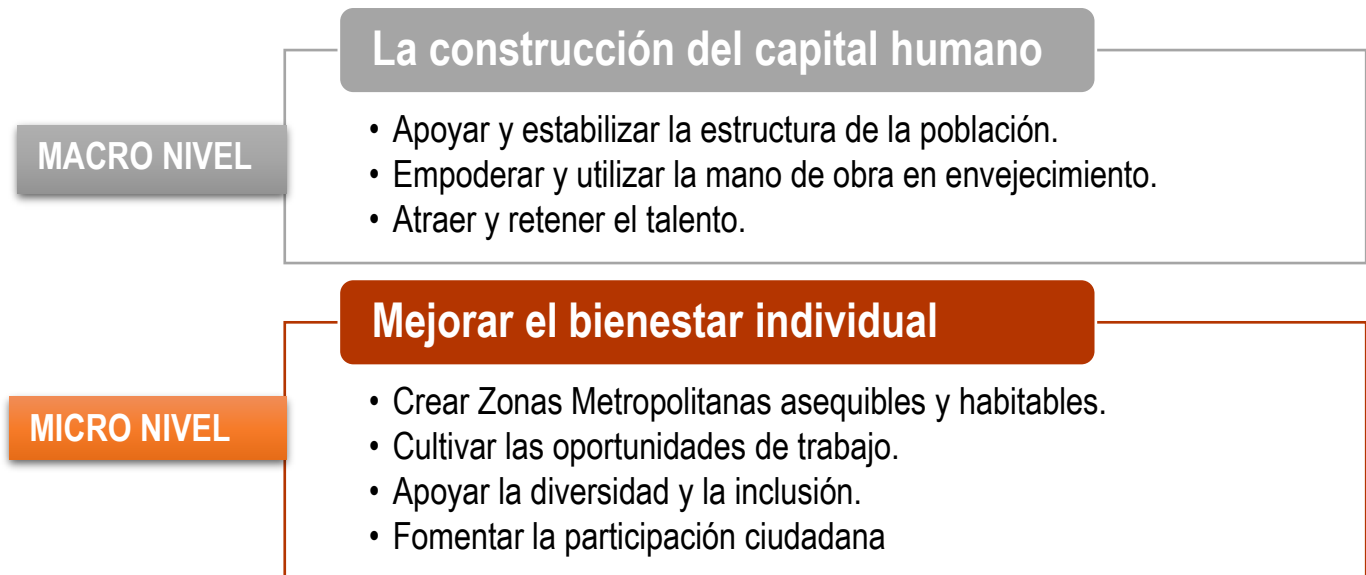 La construcción del capital humano
MACRO NIVEL
• Apoyar y estabilizar la estructura de la población.
• Empoderar y utilizar la mano de obra en envejecimiento.
• Atraer y retener el talento.
Mejorar el bienestar individual
MICRO NIVEL
• Crear Zonas Metropolitanas asequibles y habitables.
• Cultivar las oportunidades de trabajo.
• Apoyar la diversidad y la inclusión.
• Fomentar la participación ciudadana